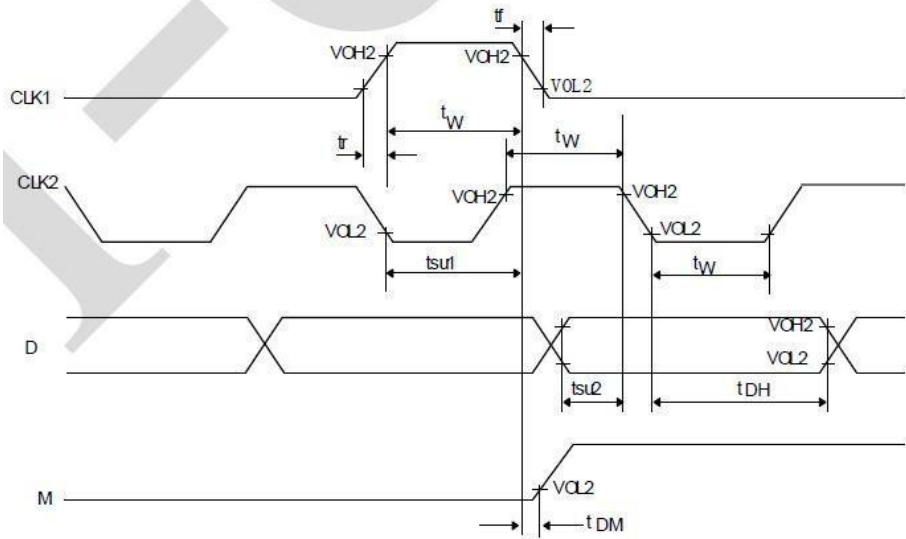 tf
VOH2
VOH2
VOL2
CLK1
tW
tr
tW
CLK2
VOH2
VOH2
VOL2
VOL2
tsu1
tW
D
VOH2
VOL2
tsu2
tDH
M
VOL2
tDM